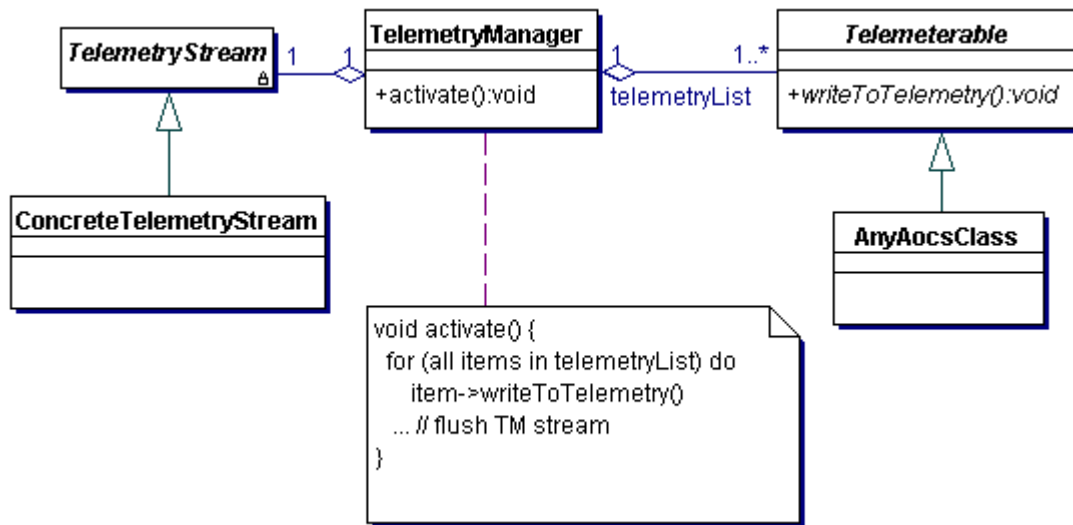 TelemetryStream
1
1
TelemetryManager
+activate():void
1
1..*
telemetryList
Telemeterable
+writeToTelemetry():void
ConcreteTelemetryStream
AnyAocsClass
void activate() {
for (all items in telemetryList) do
item->writeToTelemetry()
... // flush TM stream
}